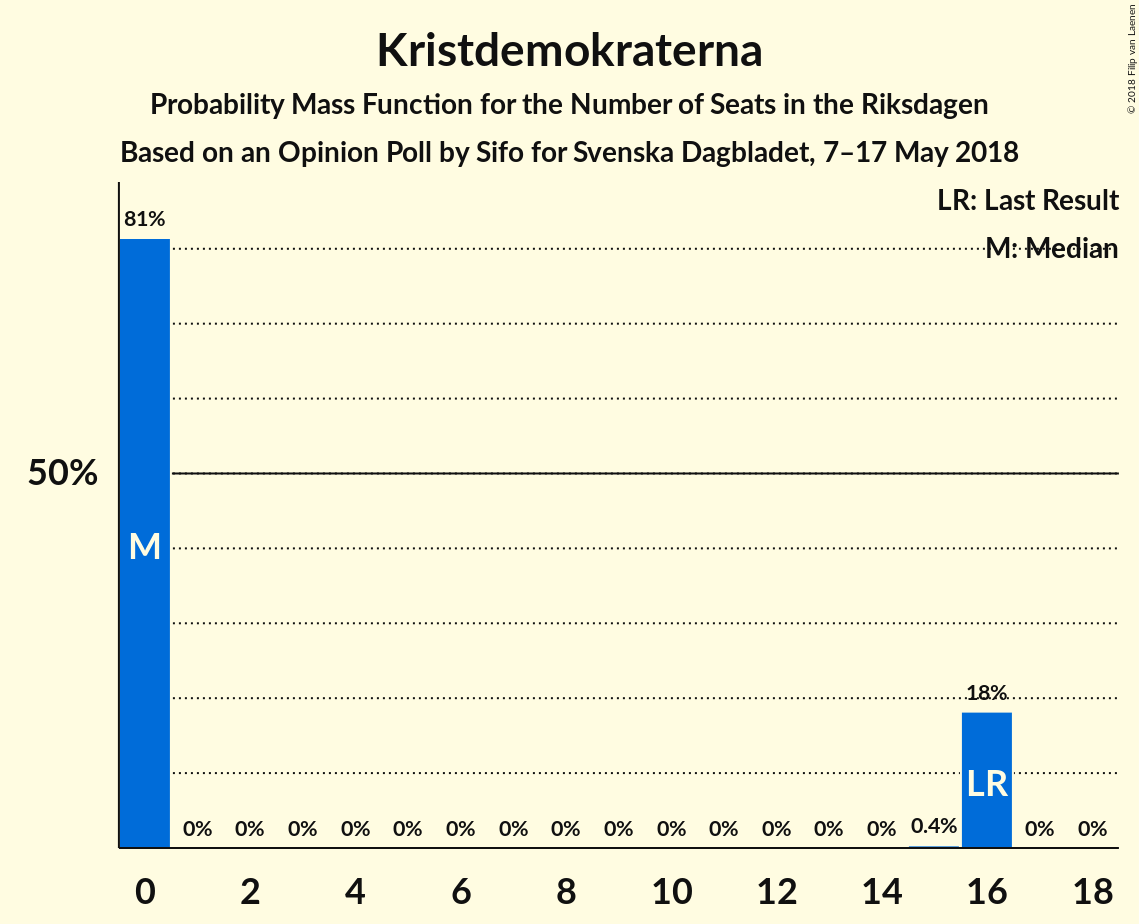 Kristdemokraterna
Probability Mass Function for the Number of Seats in the Riksdagen
Based on an Opinion Poll by Sifo for Svenska Dagbladet, 7–17 May 2018
© 2018 Filip van Laenen
LR: Last Result
M: Median
81%
50%
M
18%
LR
0% 0% 0% 0% 0% 0% 0% 0% 0% 0% 0% 0% 0% 0% 0.4% 0% 0%
0 2 4 6 8 10 12 14 16 18